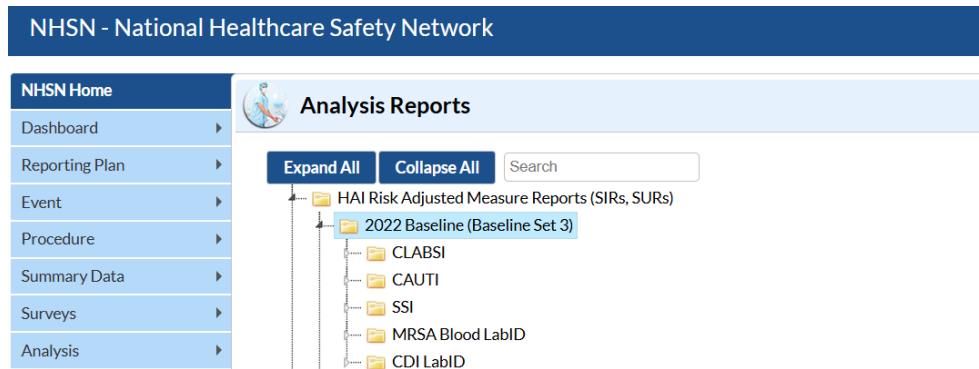 NHSN - National Healthcare Safety Network
NHSN Home
Dashboard
Reporting Plan
Event
Procedure
Summary Data
Surveys
Analysis
Analysis Reports
Expand All
Collapse All
Search
HAI Risk Adjusted Measure Reports (SIRs, SURs)
2022 Baseline (Baseline Set 3)
CLABSI
CAUTI
SSI
MRSA Blood LabID
CDI LabID